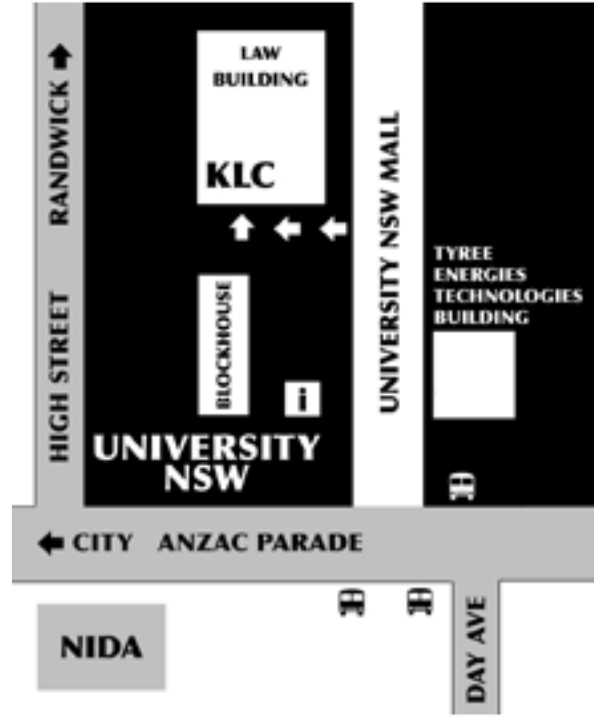 LAW
BUILDING
KLC
RANDWICK
HIGH STREET
UNIVERSITY NSW MALL
TYREE
ENERGIES
TECHNOLOGIES
BUILDING
BLOCKHOUSE
i
UNIVERSITY
NSW
CITY ANZAC PARADE
NIDA
DAY AVE